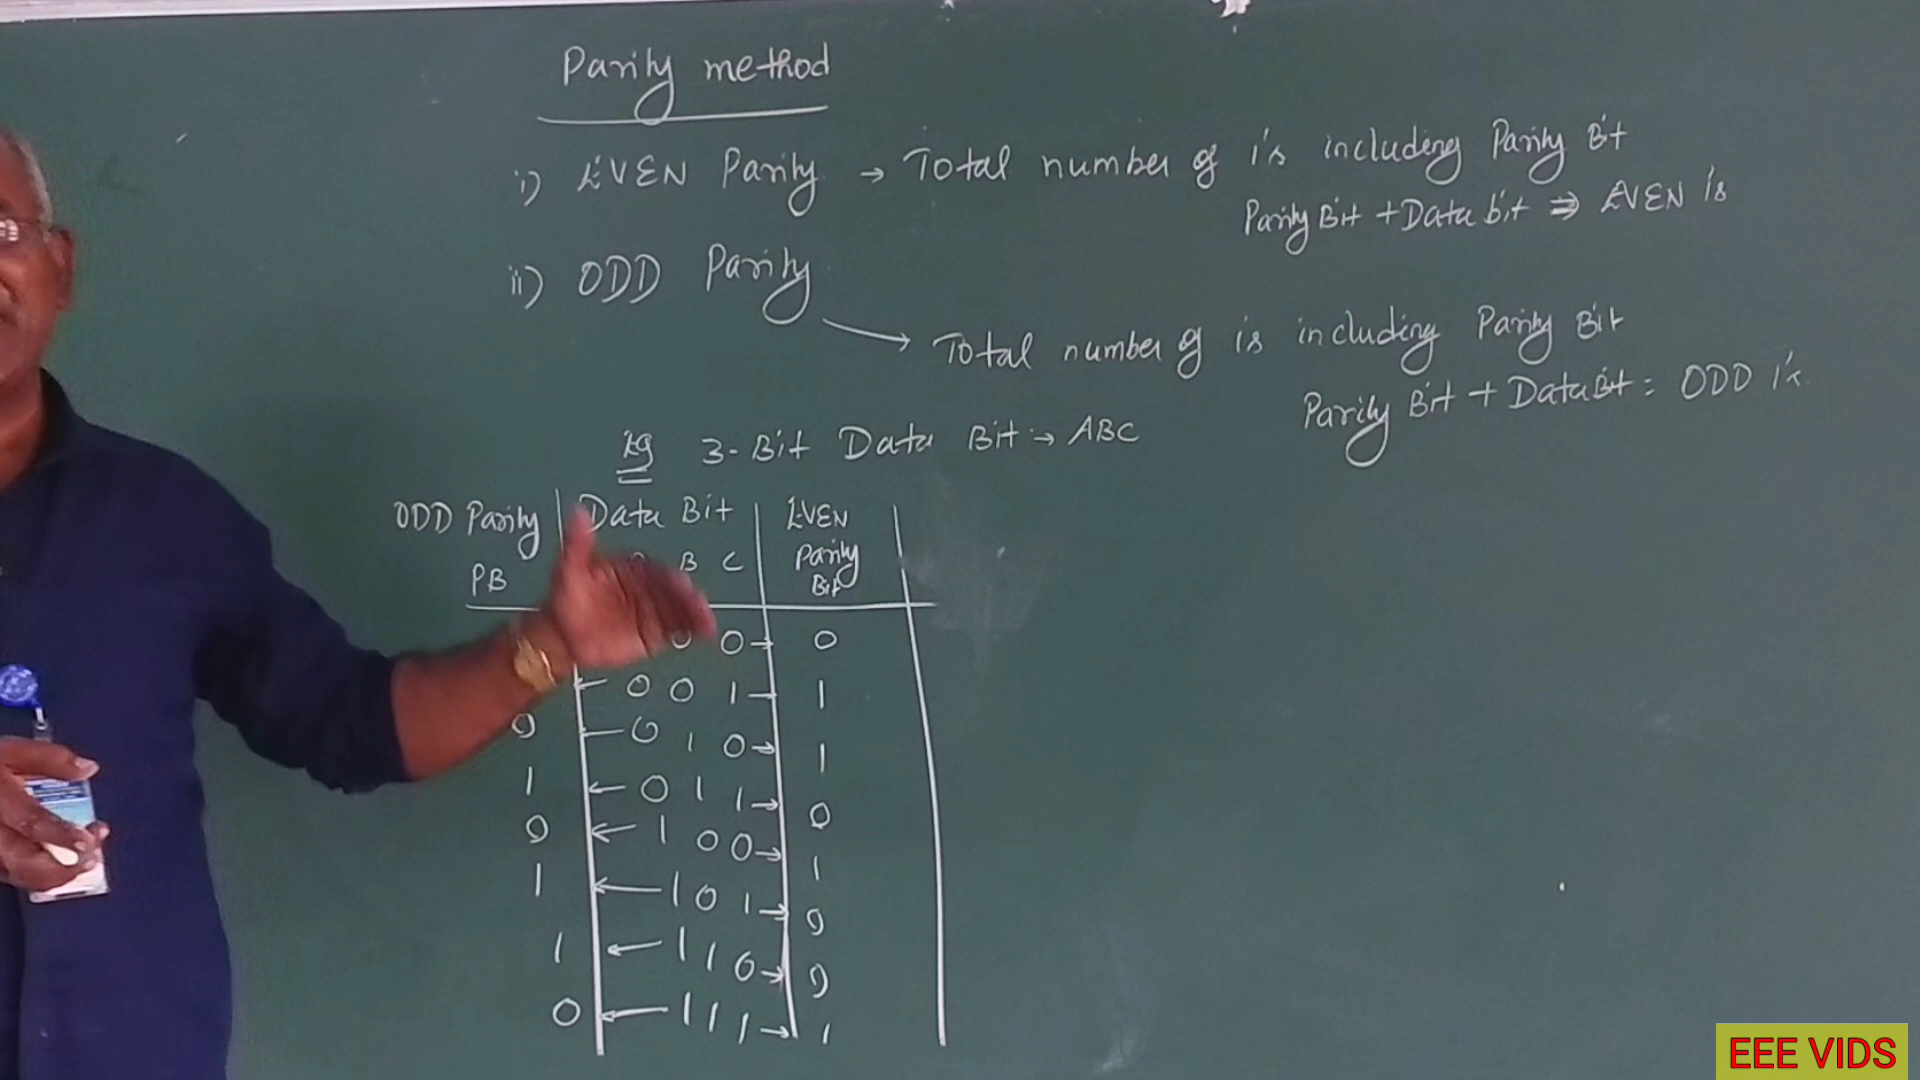 Parity method
i) EVEN Parity → Total number of 1's including Parity Bit
Parity Bit + Data bit ⇒ EVEN 1s
ii) ODD Parity
→ Total number of 1s including Parity Bit
Parity Bit + Data Bit = ODD 1's
Eg 3-Bit Data Bit → ABC
ODD Parity | Data Bit | EVEN
PB | B C | Parity
Bit
0 0 → 0
← 0 0 1 → 1
0 ← 0 1 0 → 1
1 ← 0 1 1 → 0
0 ← 1 0 0 → 1
1 ← 1 0 1 → 0
1 ← 1 1 0 → 0
0 ← 1 1 1 → 1
EEE VIDS